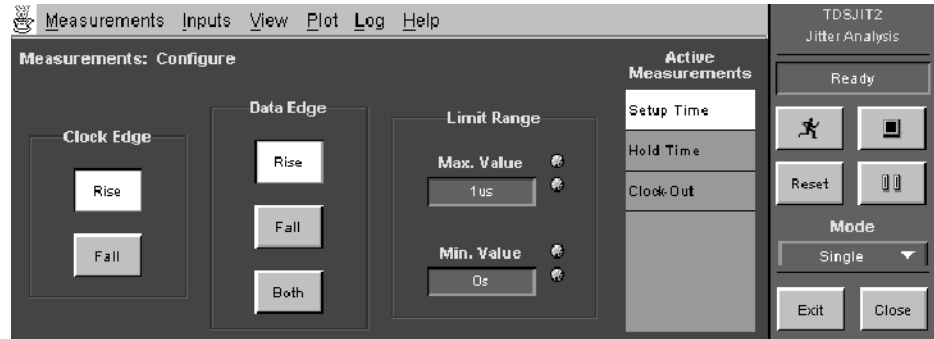 Measurements Inputs View Plot Log Help
Measurements: Configure
Clock Edge
Rise
Fall
Data Edge
Rise
Fall
Both
Limit Range
Max. Value
1us
Min. Value
0s
Active
Measurements
Setup Time
Hold Time
Clock-Out
TDSJIT2
Jitter Analysis
Ready
Reset
Mode
Single
Exit
Close